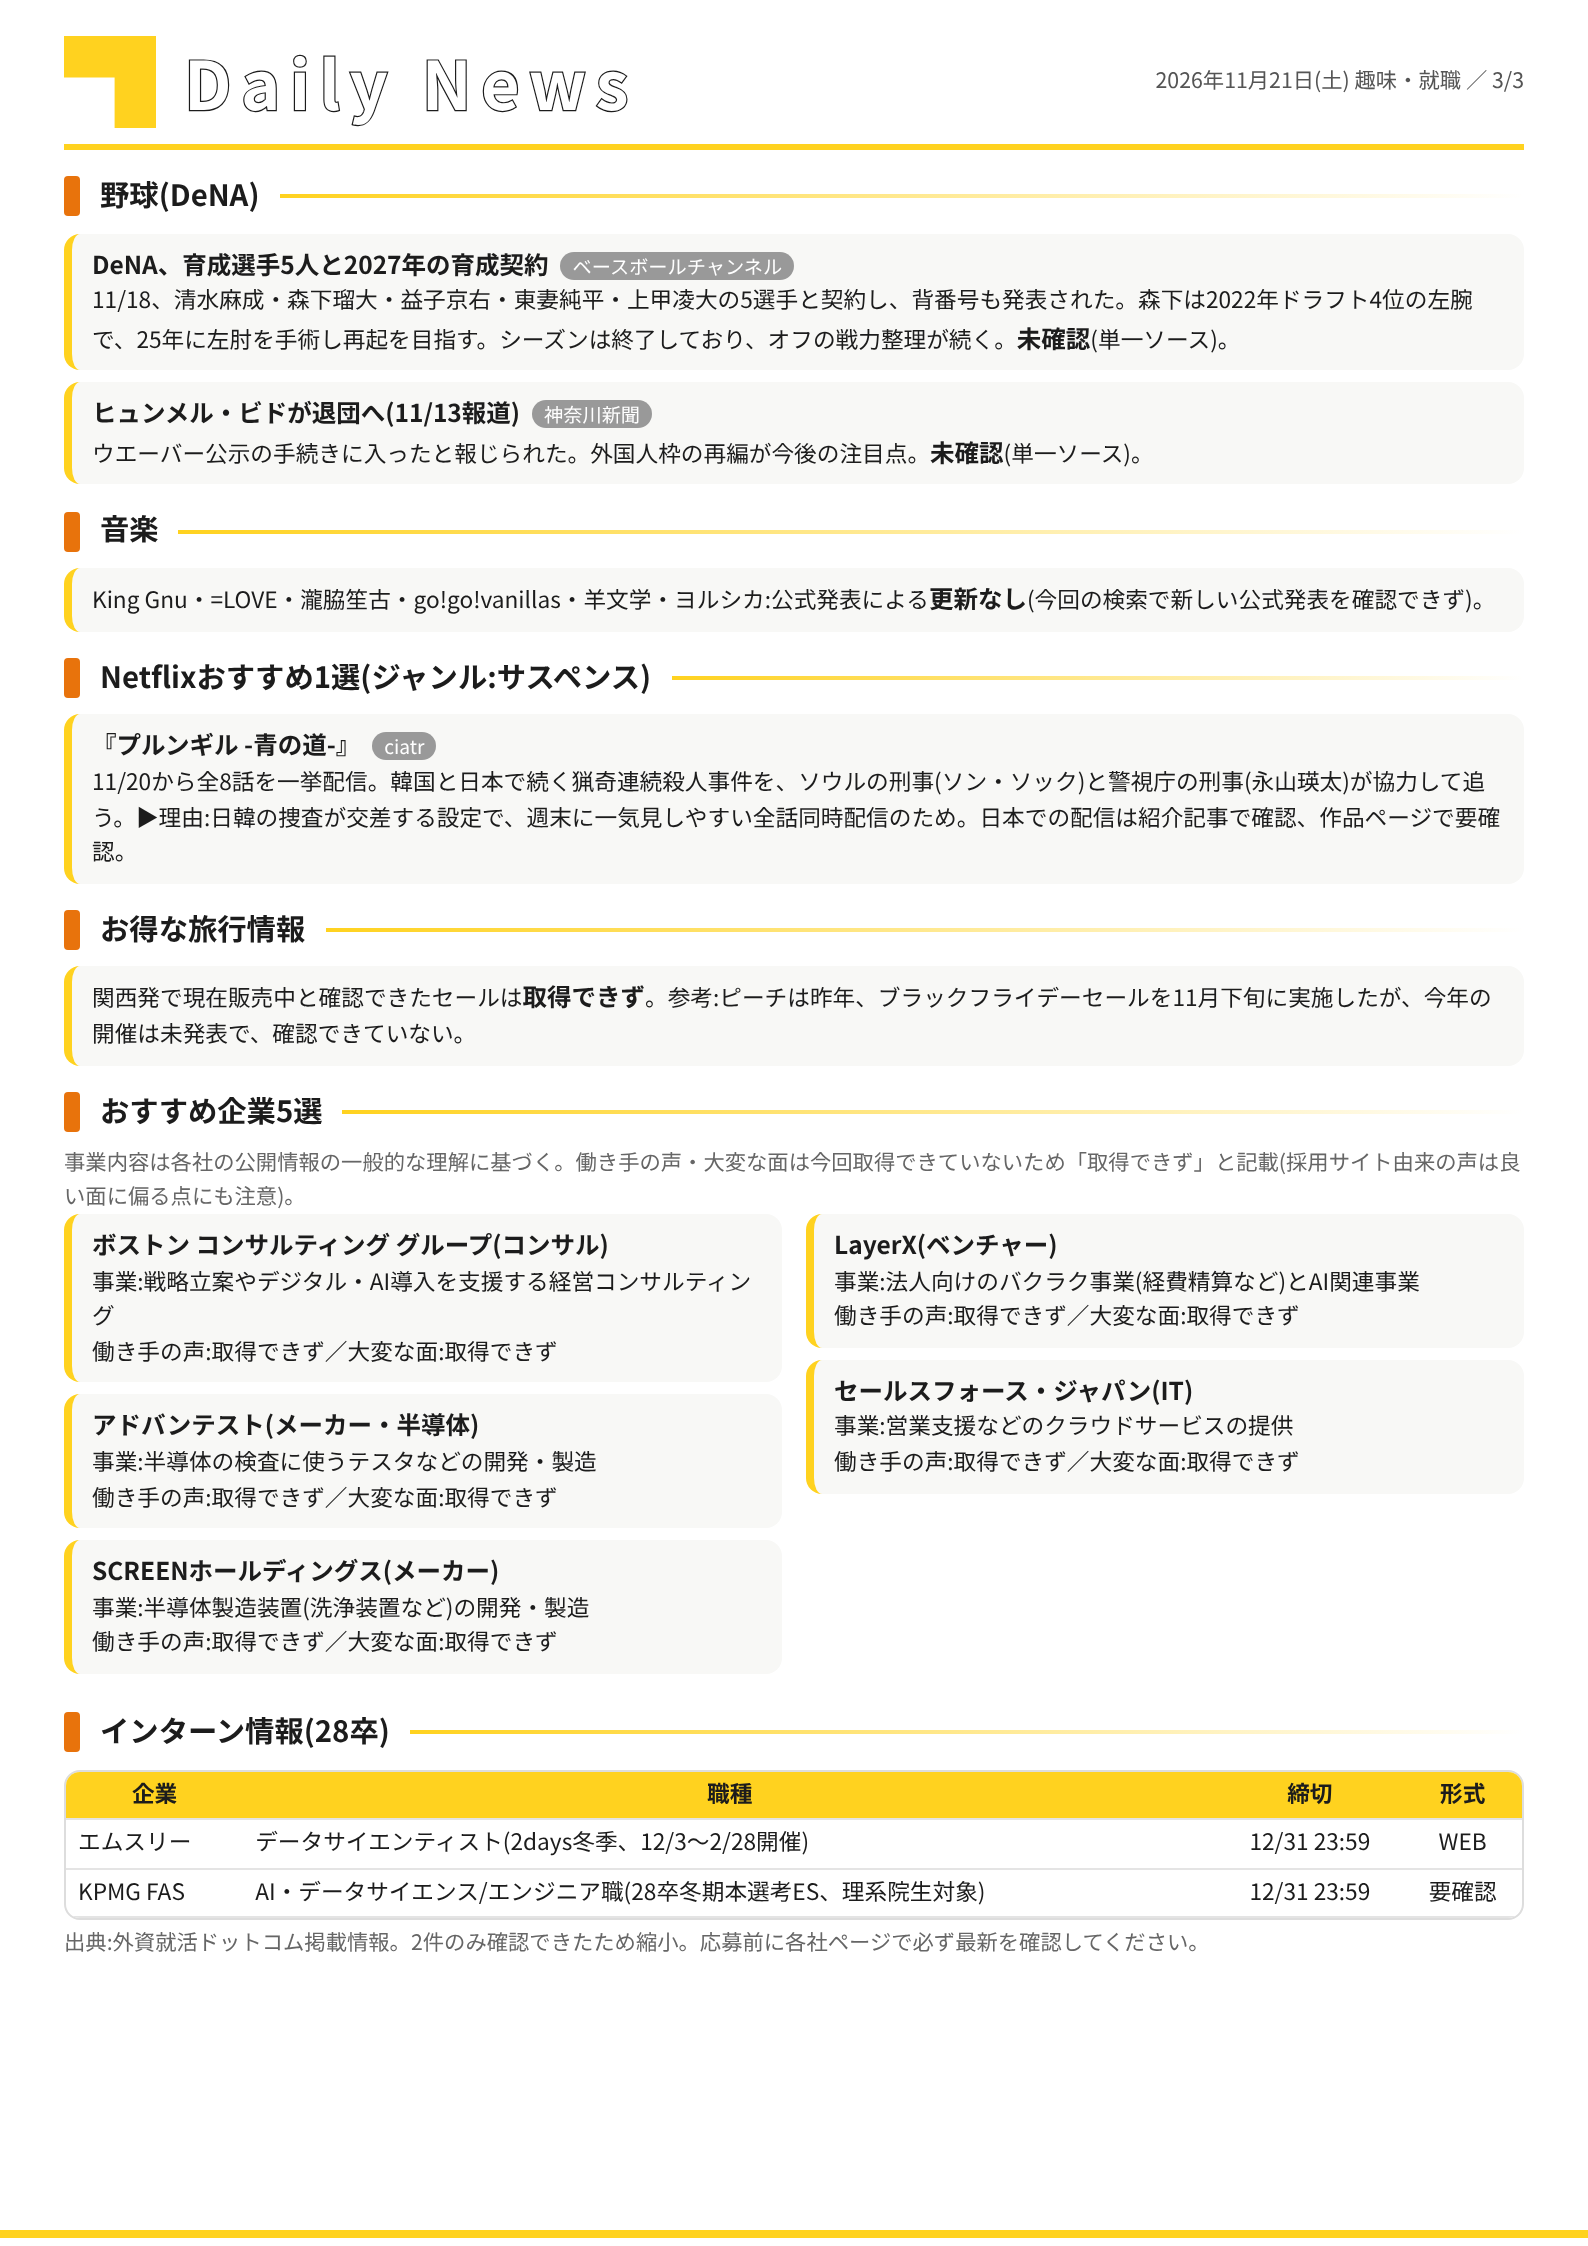 Daily News
2026年11月21日(土) 趣味・就職 ／ 3/3
野球(DeNA)
DeNA、育成選手5人と2027年の育成契約 ベースボールチャンネル
11/18、清水麻成・森下瑠大・益子京右・東妻純平・上甲凌大の5選手と契約し、背番号も発表された。森下は2022年ドラフト4位の左腕
で、25年に左肘を手術し再起を目指す。シーズンは終了しており、オフの戦力整理が続く。未確認(単一ソース)。
ヒュンメル・ビドが退団へ(11/13報道) 神奈川新聞
ウエーバー公示の手続きに入ったと報じられた。外国人枠の再編が今後の注目点。未確認(単一ソース)。
音楽
King Gnu・=LOVE・瀧脇笙古・go!go!vanillas・羊文学・ヨルシカ:公式発表による更新なし(今回の検索で新しい公式発表を確認できず)。
Netflixおすすめ1選(ジャンル:サスペンス)
『プルンギル -青の道-』 ciatr
11/20から全8話を一挙配信。韓国と日本で続く猟奇連続殺人事件を、ソウルの刑事(ソン・ソック)と警視庁の刑事(永山瑛太)が協力して追
う。▶理由:日韓の捜査が交差する設定で、週末に一気見しやすい全話同時配信のため。日本での配信は紹介記事で確認、作品ページで要確
認。
お得な旅行情報
関西発で現在販売中と確認できたセールは取得できず。参考:ピーチは昨年、ブラックフライデーセールを11月下旬に実施したが、今年の
開催は未発表で、確認できていない。
おすすめ企業5選
事業内容は各社の公開情報の一般的な理解に基づく。働き手の声・大変な面は今回取得できていないため「取得できず」と記載(採用サイト由来の声は良
い面に偏る点にも注意)。
ボストン コンサルティング グループ(コンサル)
事業:戦略立案やデジタル・AI導入を支援する経営コンサルティン
グ
働き手の声:取得できず／大変な面:取得できず
アドバンテスト(メーカー・半導体)
事業:半導体の検査に使うテスタなどの開発・製造
働き手の声:取得できず／大変な面:取得できず
SCREENホールディングス(メーカー)
事業:半導体製造装置(洗浄装置など)の開発・製造
働き手の声:取得できず／大変な面:取得できず
LayerX(ベンチャー)
事業:法人向けのバクラク事業(経費精算など)とAI関連事業
働き手の声:取得できず／大変な面:取得できず
セールスフォース・ジャパン(IT)
事業:営業支援などのクラウドサービスの提供
働き手の声:取得できず／大変な面:取得できず
インターン情報(28卒)
企業 職種 締切 形式
エムスリー データサイエンティスト(2days冬季、12/3〜2/28開催) 12/31 23:59 WEB
KPMG FAS AI・データサイエンス/エンジニア職(28卒冬期本選考ES、理系院生対象) 12/31 23:59 要確認
出典:外資就活ドットコム掲載情報。2件のみ確認できたため縮小。応募前に各社ページで必ず最新を確認してください。